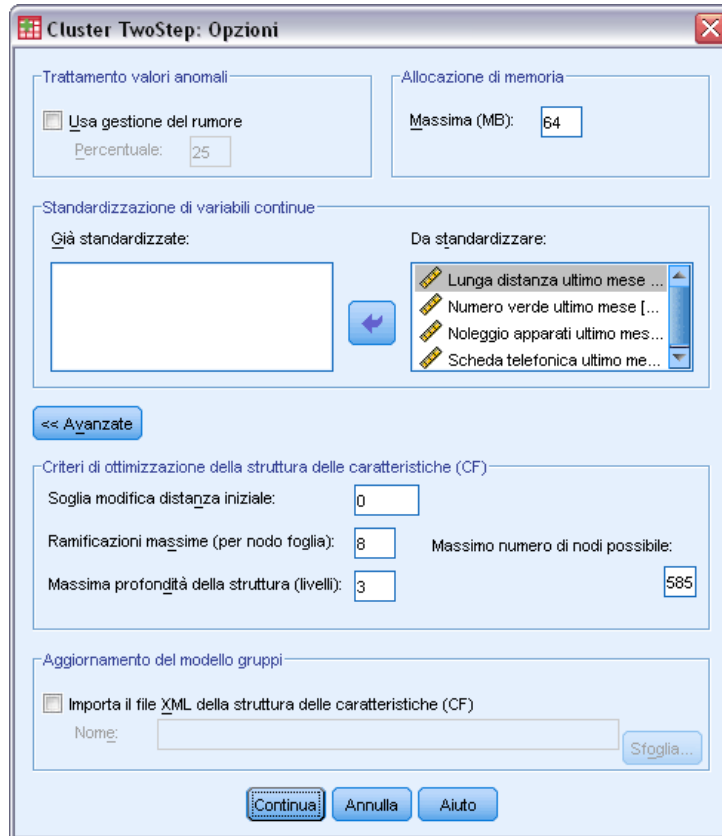 Cluster TwoStep: Opzioni
Trattamento valori anomali
Usa gestione del rumore
Percentuale: 25
Allocazione di memoria
Massima (MB): 64
Standardizzazione di variabili continue
Già standardizzate:
Da standardizzare:
Lunga distanza ultimo mese ...
Numero verde ultimo mese [...
Noleggio apparati ultimo mes...
Scheda telefonica ultimo me...
<< Avanzate
Criteri di ottimizzazione della struttura delle caratteristiche (CF)
Soglia modifica distanza iniziale: 0
Ramificazioni massime (per nodo foglia): 8
Massimo numero di nodi possibile:
Massima profondità della struttura (livelli): 3
585
Aggiornamento del modello gruppi
Importa il file XML della struttura delle caratteristiche (CF)
Nome:
Sfoglia...
Continua Annulla Aiuto